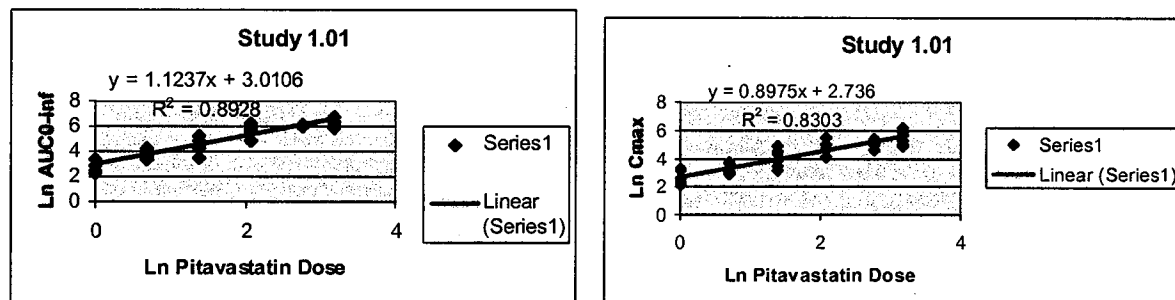 Study 1.01
y = 1.1237x + 3.0106
R² = 0.8928
Ln AUC0-inf
8
6
4
2
0
0 2 4
Ln Pitavastatin Dose
Series1
Linear
(Series1)
Study 1.01
y = 0.8975x + 2.736
R² = 0.8303
Ln Cmax
8
6
4
2
0
0 2 4
Ln Pitavastatin Dose
Series1
Linear (Series1)